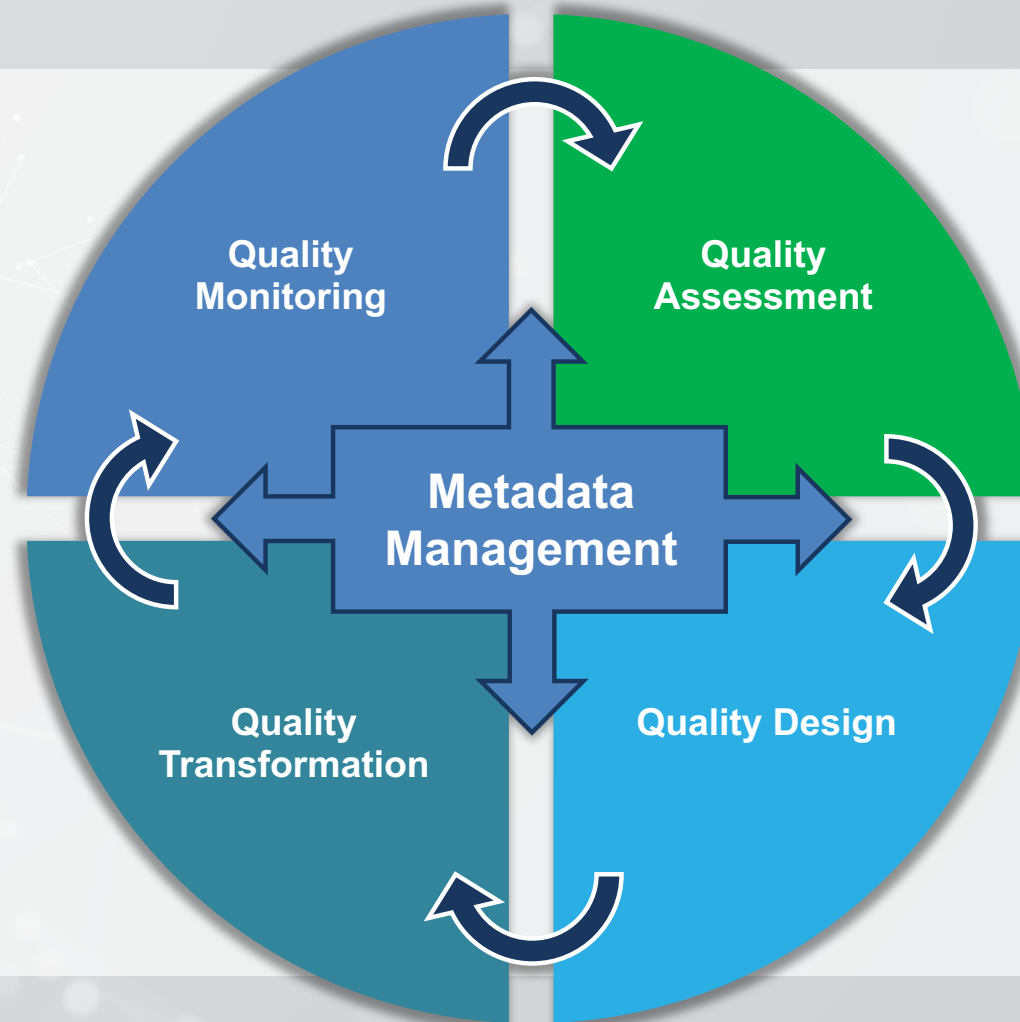 Quality
Monitoring
Quality
Assessment
Metadata
Management
Quality
Transformation
Quality Design